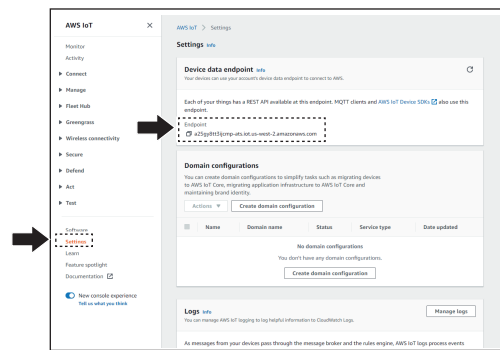 AWS IoT
Monitor
Activity
Connect
Manage
Fleet Hub
Greengrass
Wireless connectivity
Secure
Defend
Act
Test
Software
Settings
Learn
Feature spotlight
Documentation
New console experience
Tell us what you think
AWS IoT > Settings
Settings Info
Device data endpoint Info
Your devices can use your account's device data endpoint to connect to AWS.
Each of your things has a REST API available at this endpoint. MQTT clients and AWS IoT Device SDKs also use this
endpoint.
Endpoint
a25gy8tt3ijcmp-ats.iot.us-west-2.amazonaws.com
Domain configurations
You can create domain configurations to simplify tasks such as migrating devices
to AWS IoT Core, migrating application infrastructure to AWS IoT Core and
maintaining brand identity.
Actions Create domain configuration
Name Domain name Status Service type Date updated
No domain configurations
You don't have any domain configurations.
Create domain configuration
Logs Info Manage logs
You can manage AWS IoT logging to log helpful information to CloudWatch Logs.
As messages from your devices pass through the message broker and the rules engine, AWS IoT logs process events